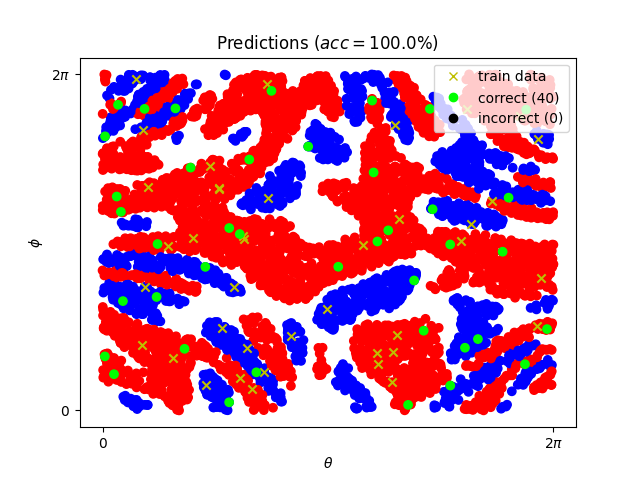 Predictions (acc = 100.0%)
2π
train data
correct (40)
incorrect (0)
ϕ
0
0
2π
θ